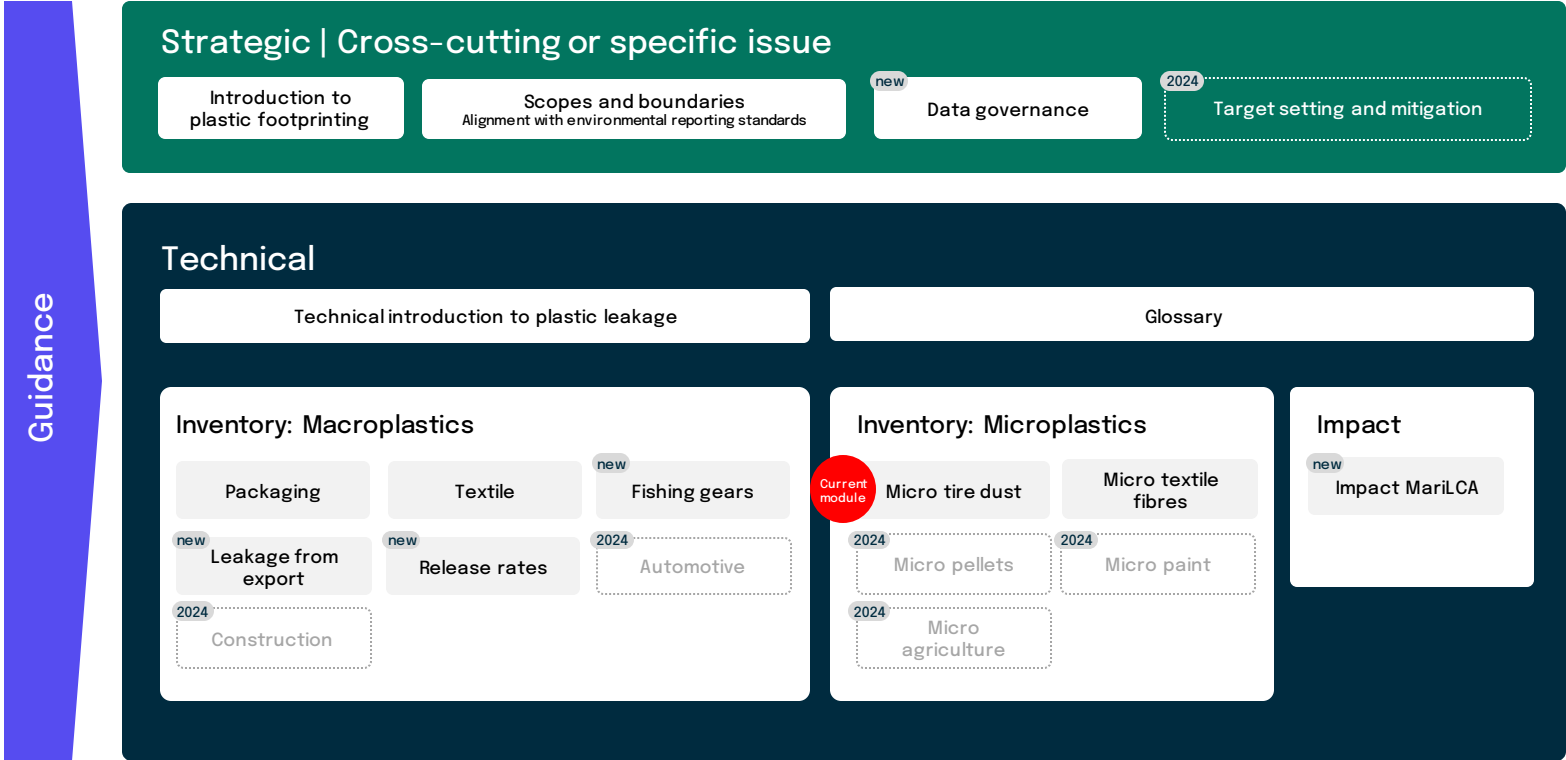 Guidance
Strategic | Cross-cutting or specific issue
Introduction to
plastic footprinting
Scopes and boundaries
Alignment with environmental reporting standards
new
Data governance
2024
Target setting and mitigation
Technical
Technical introduction to plastic leakage
Glossary
Inventory: Macroplastics
Packaging
Textile
new
Fishing gears
new
Leakage from
export
new
Release rates
2024
Automotive
2024
Construction
Inventory: Microplastics
Current
module
Micro tire dust
Micro textile
fibres
2024
Micro pellets
2024
Micro paint
2024
Micro
agriculture
Impact
new
Impact MariLCA